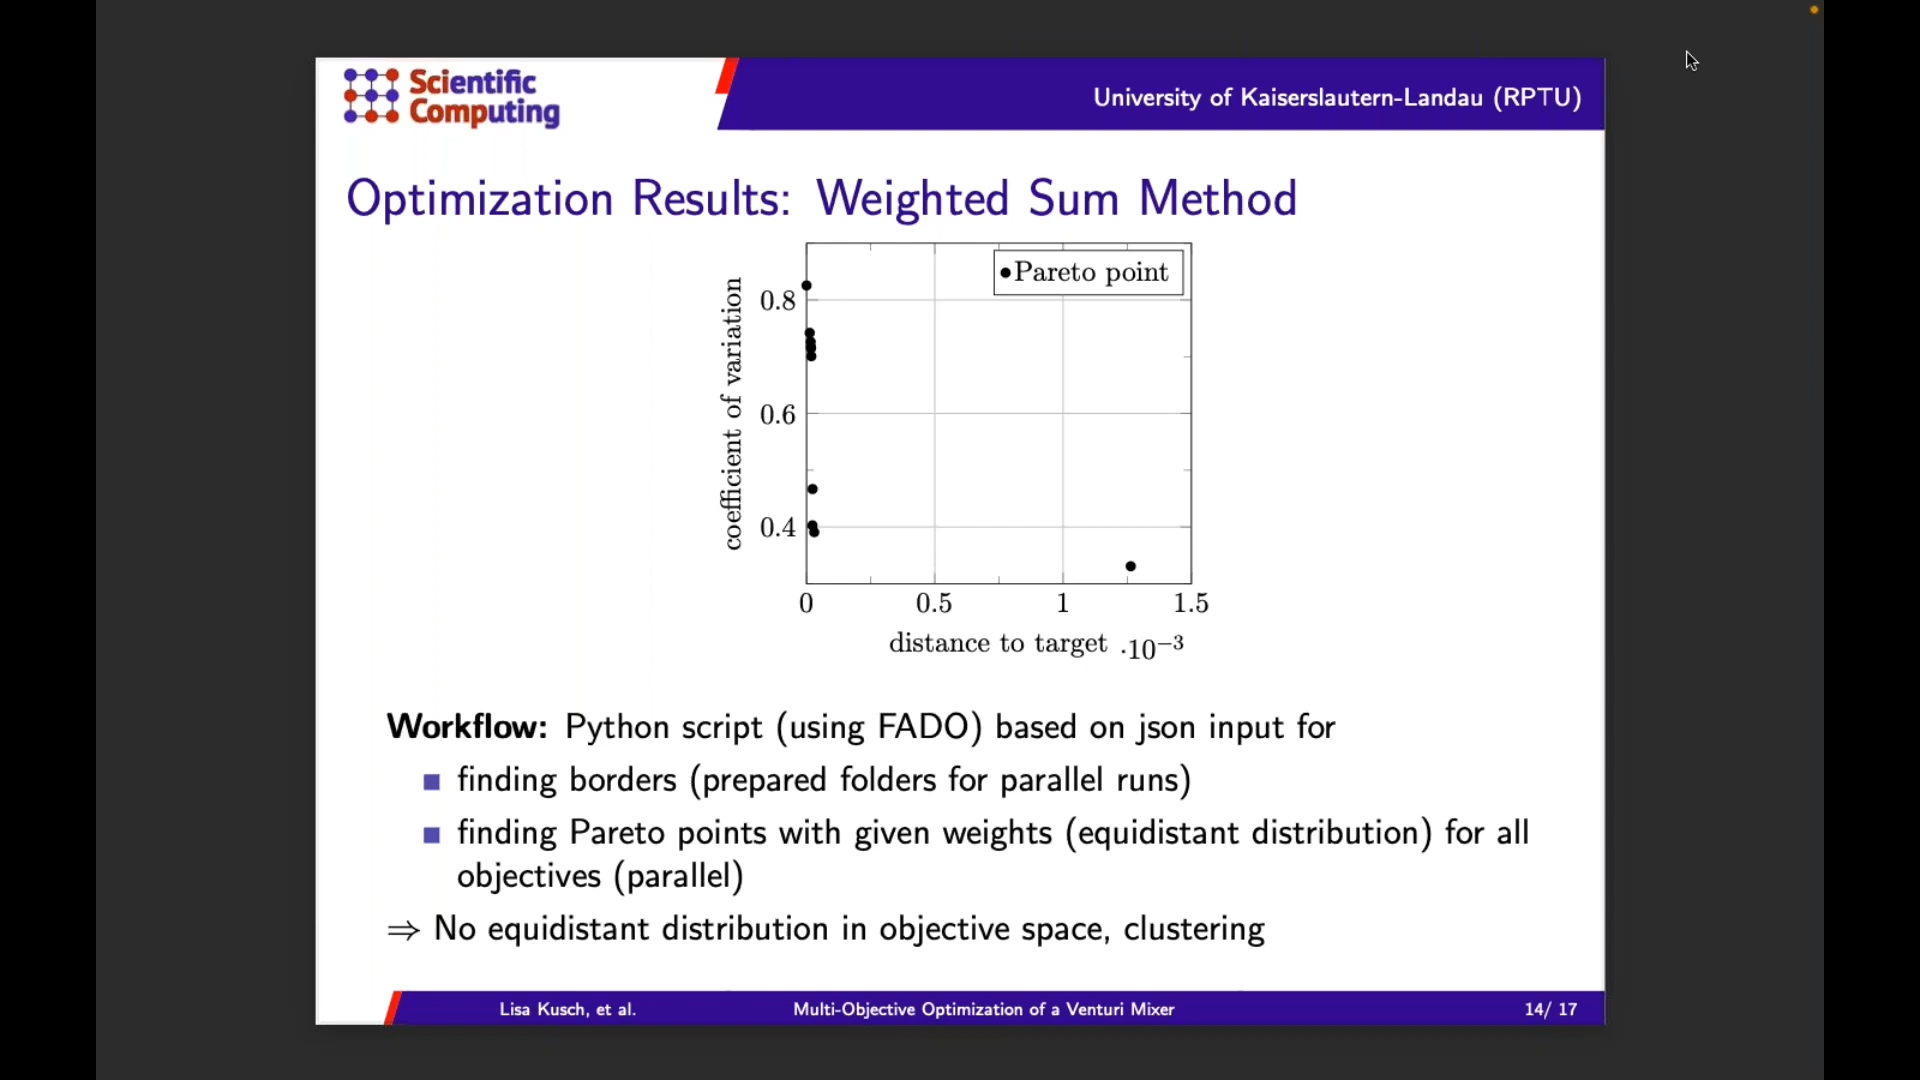 Scientific
Computing
University of Kaiserslautern-Landau (RPTU)
Optimization Results: Weighted Sum Method
Pareto point
coefficient of variation
0.8
0.6
0.4
0 0.5 1 1.5
distance to target ·10⁻³
Workflow: Python script (using FADO) based on json input for
finding borders (prepared folders for parallel runs)
finding Pareto points with given weights (equidistant distribution) for all
objectives (parallel)
⇒ No equidistant distribution in objective space, clustering
Lisa Kusch, et al. Multi-Objective Optimization of a Venturi Mixer 14/ 17